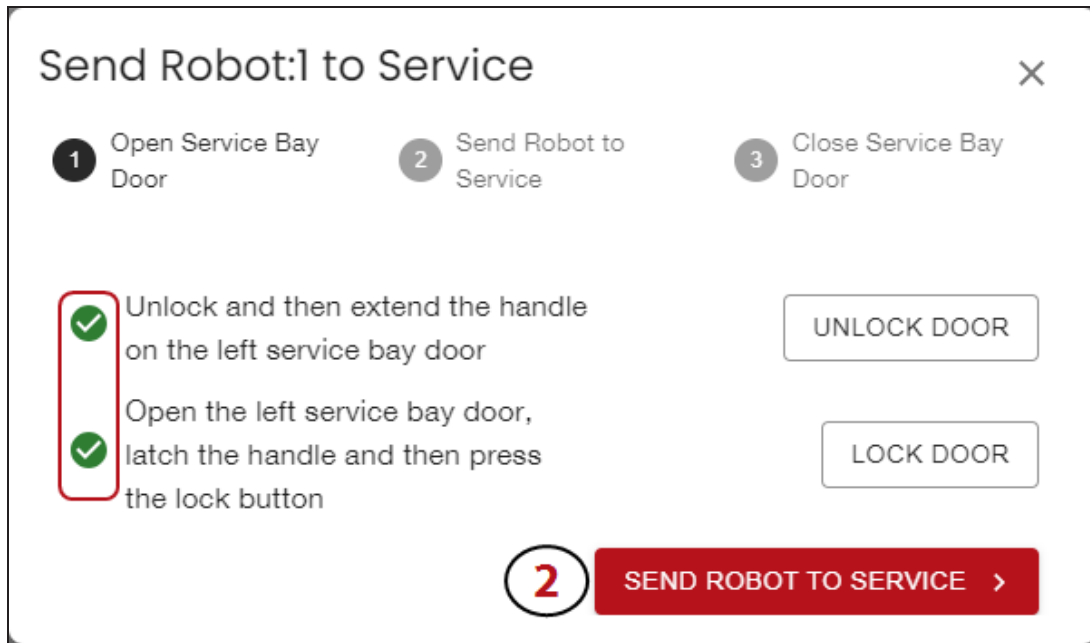 Send Robot:1 to Service
1 Open Service Bay
Door
2 Send Robot to
Service
3 Close Service Bay
Door
Unlock and then extend the handle
on the left service bay door
UNLOCK DOOR
Open the left service bay door,
latch the handle and then press
the lock button
LOCK DOOR
2 SEND ROBOT TO SERVICE >